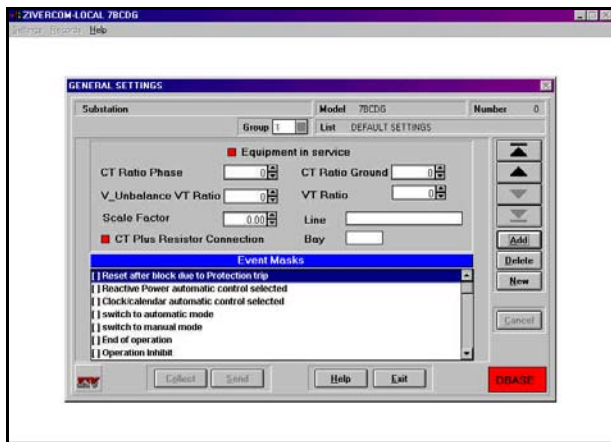 ZIVERCOM-LOCAL 7BCDG
Settings Records Help
GENERAL SETTINGS
Substation Model 7BCDG Number 0
Group 1 List DEFAULT SETTINGS
Equipment in service
CT Ratio Phase 0 CT Ratio Ground 0
V_Unbalance VT Ratio 0 VT Ratio 0
Scale Factor 0.00 Line
CT Plus Resistor Connection Bay
Event Masks
[ ] Reset after block due to Protection trip
[ ] Reactive Power automatic control selected
[ ] Clock/calendar automatic control selected
[ ] switch to automatic mode
[ ] switch to manual mode
[ ] End of operation
[ ] Operation Inhibit
Add
Delete
New
Cancel
ZIV Collect Send Help Exit DBASE